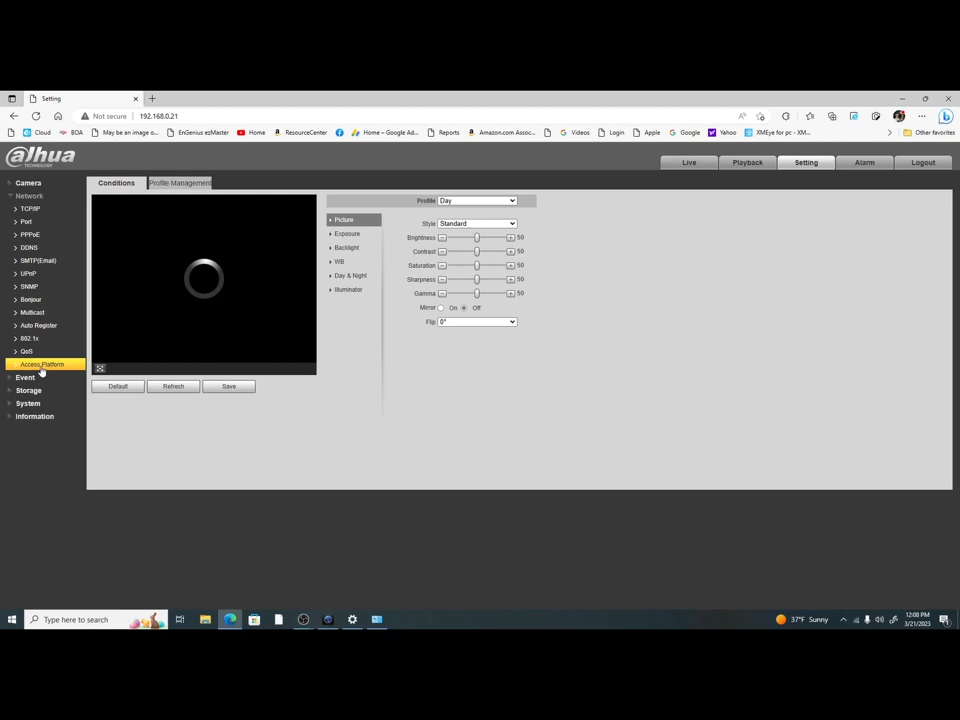 Setting
Not secure | 192.168.0.21
Cloud
BOA
May be an image o...
EnGenius ezMaster
Home
ResourceCenter
Home – Google Ad...
Reports
Amazon.com Assoc...
Videos
Login
Apple
Google
Yahoo
XMEye for pc - XM...
Other favorites
alhua
TECHNOLOGY
Live
Playback
Setting
Alarm
Logout
Camera
Network
TCP/IP
Port
PPPoE
DDNS
SMTP(Email)
UPnP
SNMP
Bonjour
Multicast
Auto Register
802.1x
QoS
Access Platform
Event
Storage
System
Information
Conditions
Profile Management
Default
Refresh
Save
Profile Day
Picture
Exposure
Backlight
WB
Day & Night
Illuminator
Style Standard
Brightness 50
Contrast 50
Saturation 50
Sharpness 50
Gamma 50
Mirror On Off
Flip 0°
Type here to search
37°F Sunny
12:08 PM
3/21/2023